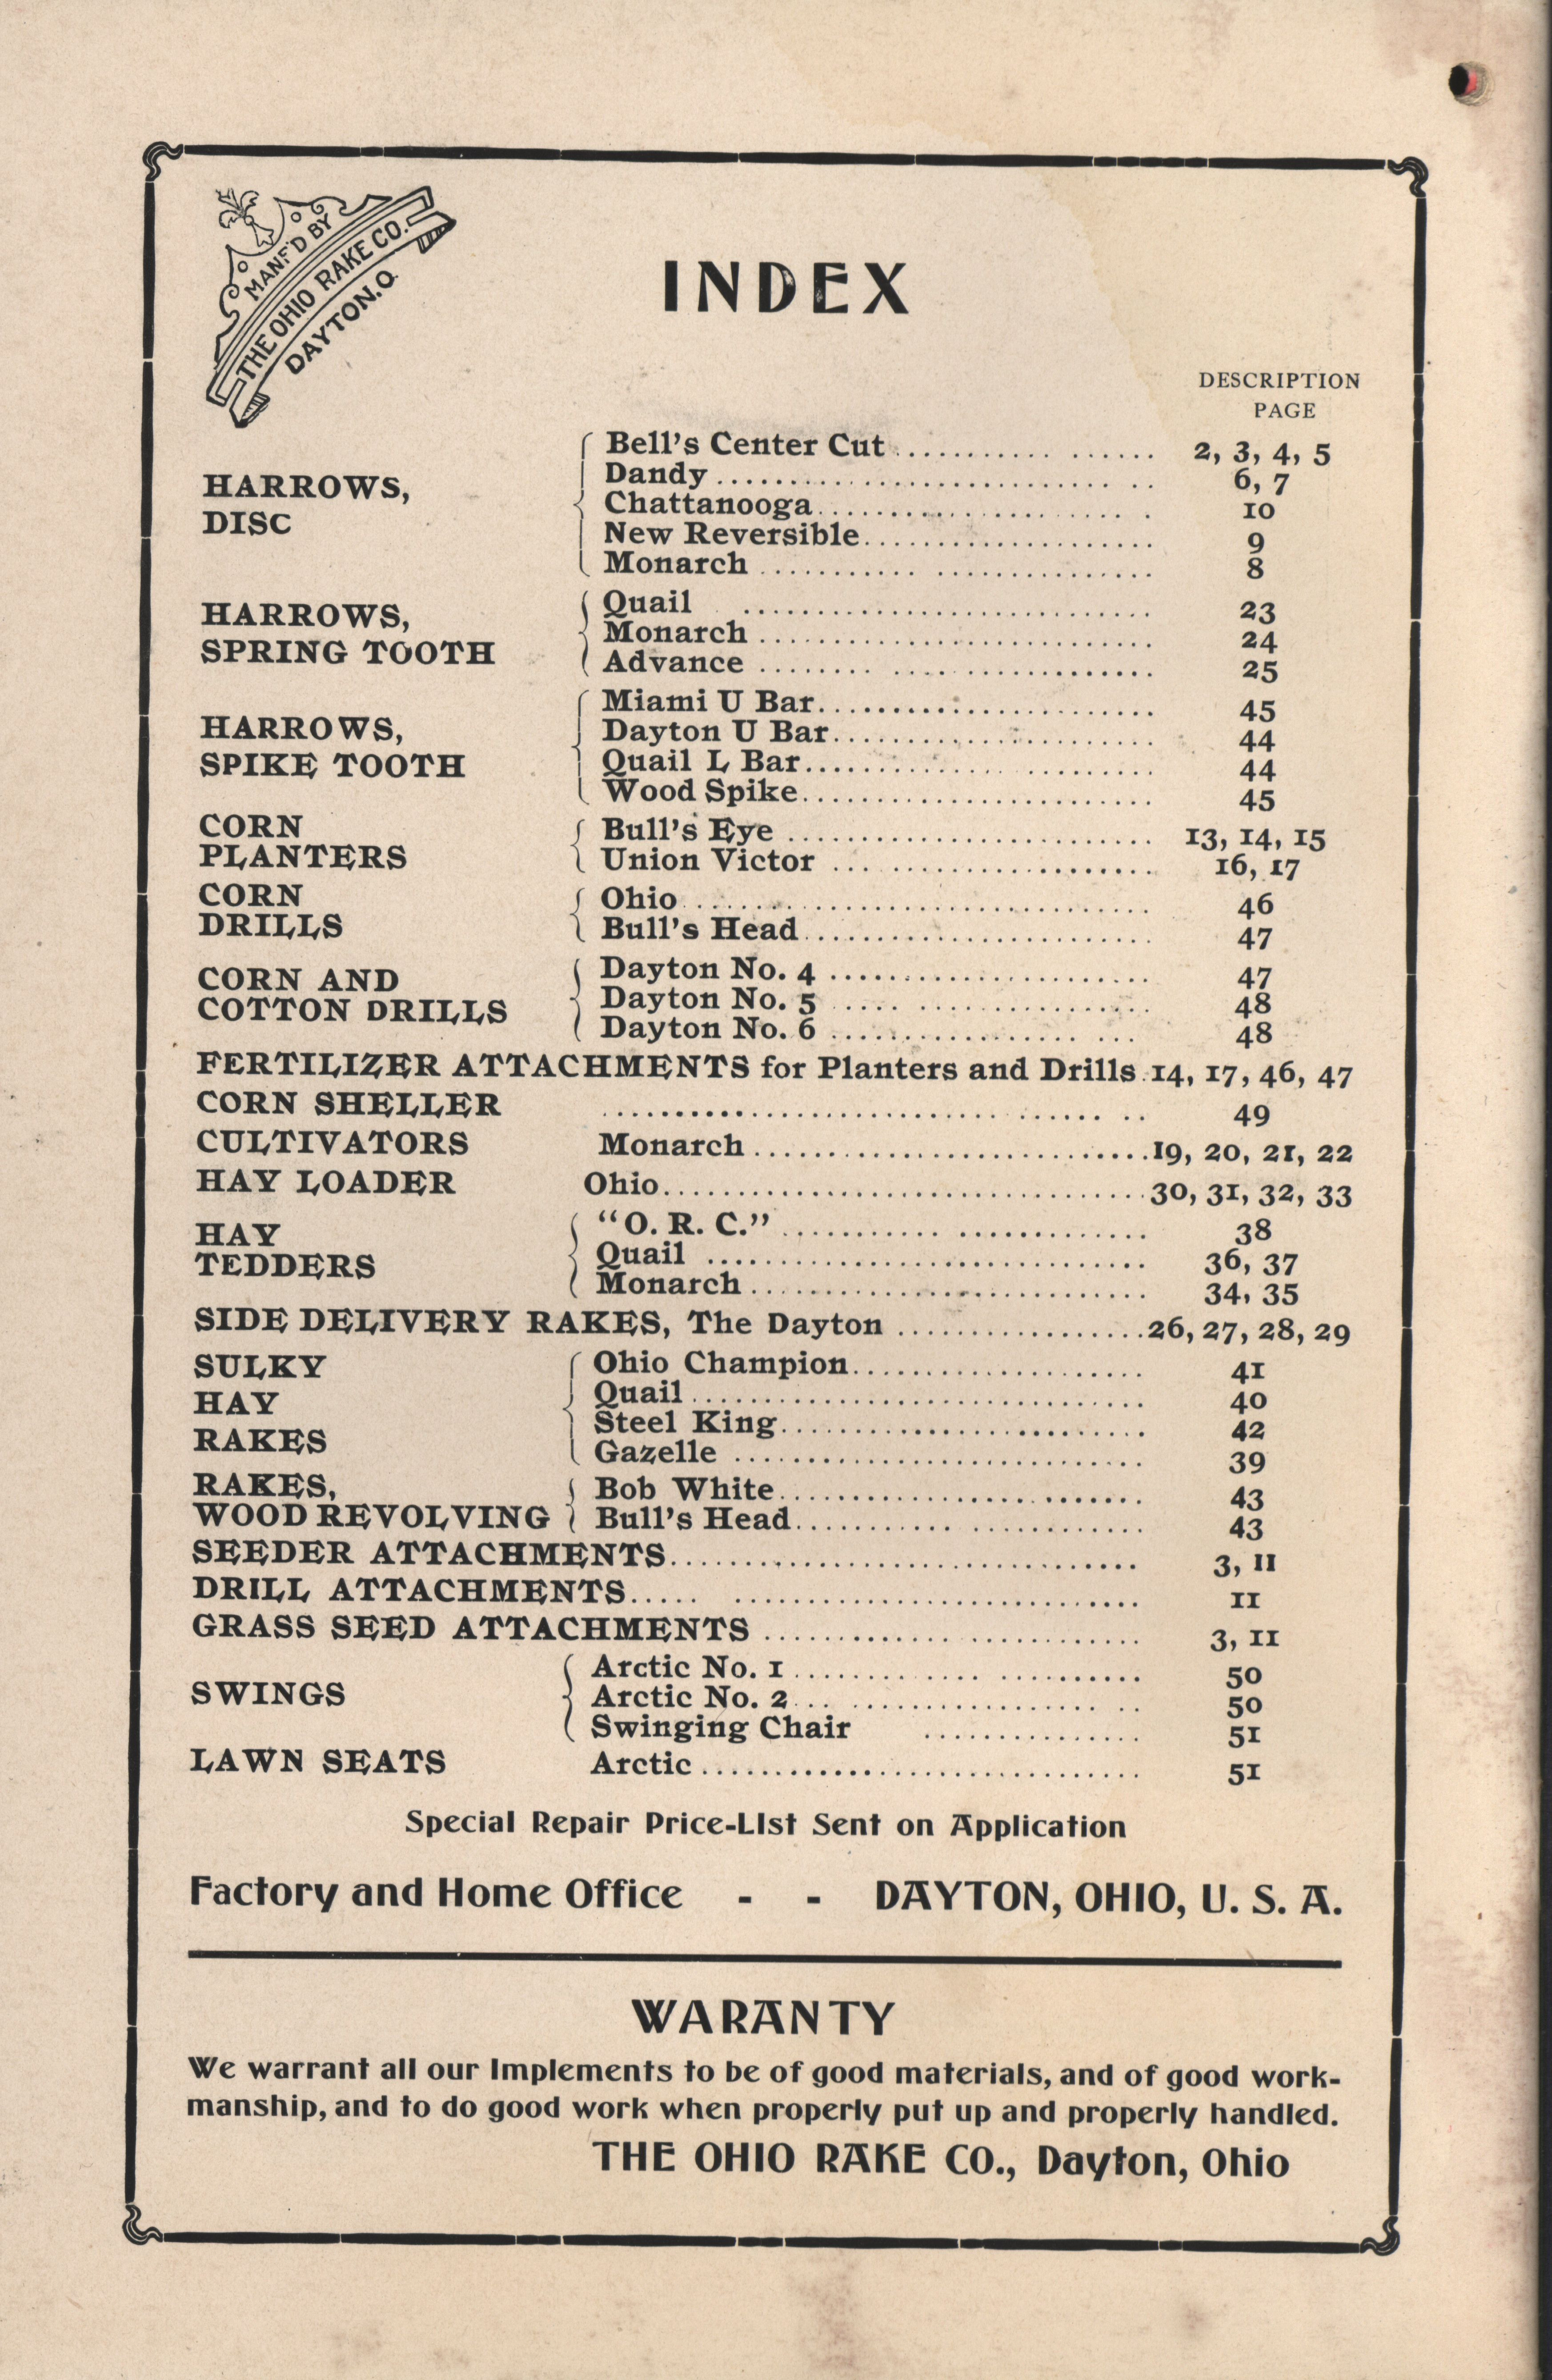 MANF'D BY
THE OHIO RAKE CO.
DAYTON. O.
INDEX
DESCRIPTION
PAGE
HARROWS,
DISC
Bell's Center Cut ................. 2, 3, 4, 5
Dandy ................. 6, 7
Chattanooga ................. 10
New Reversible ................. 9
Monarch ................. 8
HARROWS,
SPRING TOOTH
Quail ................. 23
Monarch ................. 24
Advance ................. 25
HARROWS,
SPIKE TOOTH
Miami U Bar ................. 45
Dayton U Bar ................. 44
Quail L Bar ................. 44
Wood Spike ................. 45
CORN
PLANTERS
Bull's Eye ................. 13, 14, 15
Union Victor ................. 16, 17
CORN
DRILLS
Ohio ................. 46
Bull's Head ................. 47
CORN AND
COTTON DRILLS
Dayton No. 4 ................. 47
Dayton No. 5 ................. 48
Dayton No. 6 ................. 48
FERTILIZER ATTACHMENTS for Planters and Drills. 14, 17, 46, 47
CORN SHELLER ................. 49
CULTIVATORS Monarch ................. 19, 20, 21, 22
HAY LOADER Ohio ................. 30, 31, 32, 33
HAY
TEDDERS
"O. R. C." ................. 38
Quail ................. 36, 37
Monarch ................. 34, 35
SIDE DELIVERY RAKES, The Dayton ................. 26, 27, 28, 29
SULKY
HAY
RAKES
Ohio Champion ................. 41
Quail ................. 40
Steel King ................. 42
Gazelle ................. 39
RAKES,
WOOD REVOLVING
Bob White ................. 43
Bull's Head ................. 43
SEEDER ATTACHMENTS ................. 3, 11
DRILL ATTACHMENTS ................. 11
GRASS SEED ATTACHMENTS ................. 3, 11
SWINGS
Arctic No. 1 ................. 50
Arctic No. 2 ................. 50
Swinging Chair ................. 51
LAWN SEATS Arctic ................. 51
Special Repair Price-LIst Sent on Application
Factory and Home Office - - DAYTON, OHIO, U. S. A.
WARANTY
We warrant all our Implements to be of good materials, and of good work-
manship, and to do good work when properly put up and properly handled.
THE OHIO RAKE CO., Dayton, Ohio